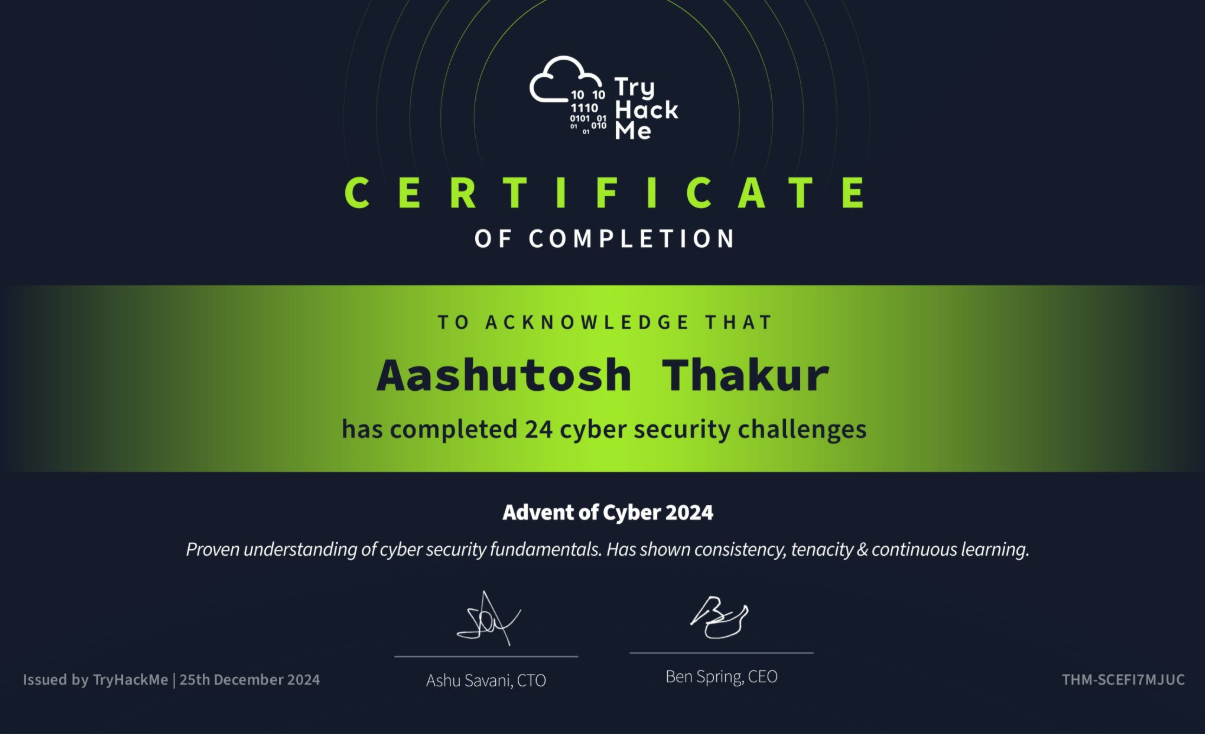 10 10
1110
0101 01
01 010
01
Try
Hack
Me
CERTIFICATE
OF COMPLETION
TO ACKNOWLEDGE THAT
Aashutosh Thakur
has completed 24 cyber security challenges
Advent of Cyber 2024
Proven understanding of cyber security fundamentals. Has shown consistency, tenacity & continuous learning.
Ashu Savani, CTO
Ben Spring, CEO
Issued by TryHackMe | 25th December 2024
THM-SCEFI7MJUC